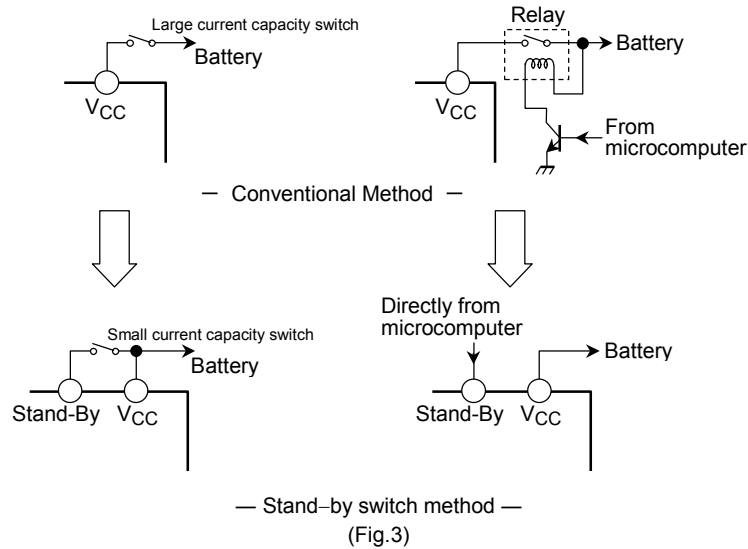 Large current capacity switch
Battery
VCC
Relay
Battery
VCC
From
microcomputer
— Conventional Method —
Small current capacity switch
Battery
Stand-By
VCC
Directly from
microcomputer
Battery
Stand-By
VCC
— Stand–by switch method —
(Fig.3)